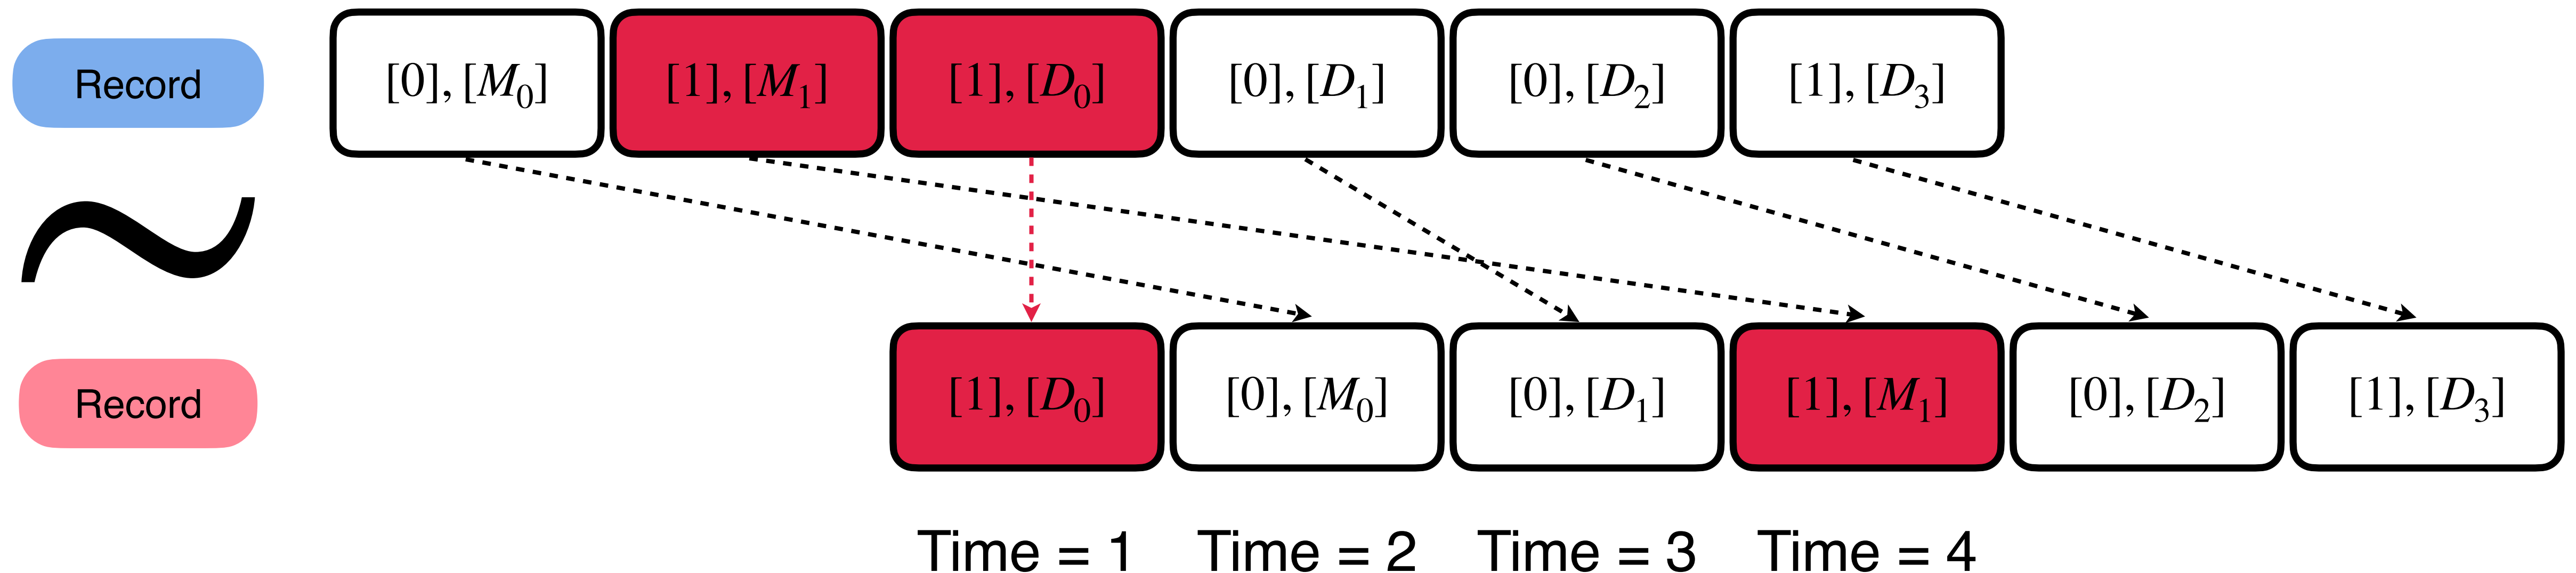 Record
[0], [M₀]
[1], [M₁]
[1], [D₀]
[0], [D₁]
[0], [D₂]
[1], [D₃]
~
Record
[1], [D₀]
[0], [M₀]
[0], [D₁]
[1], [M₁]
[0], [D₂]
[1], [D₃]
Time = 1
Time = 2
Time = 3
Time = 4